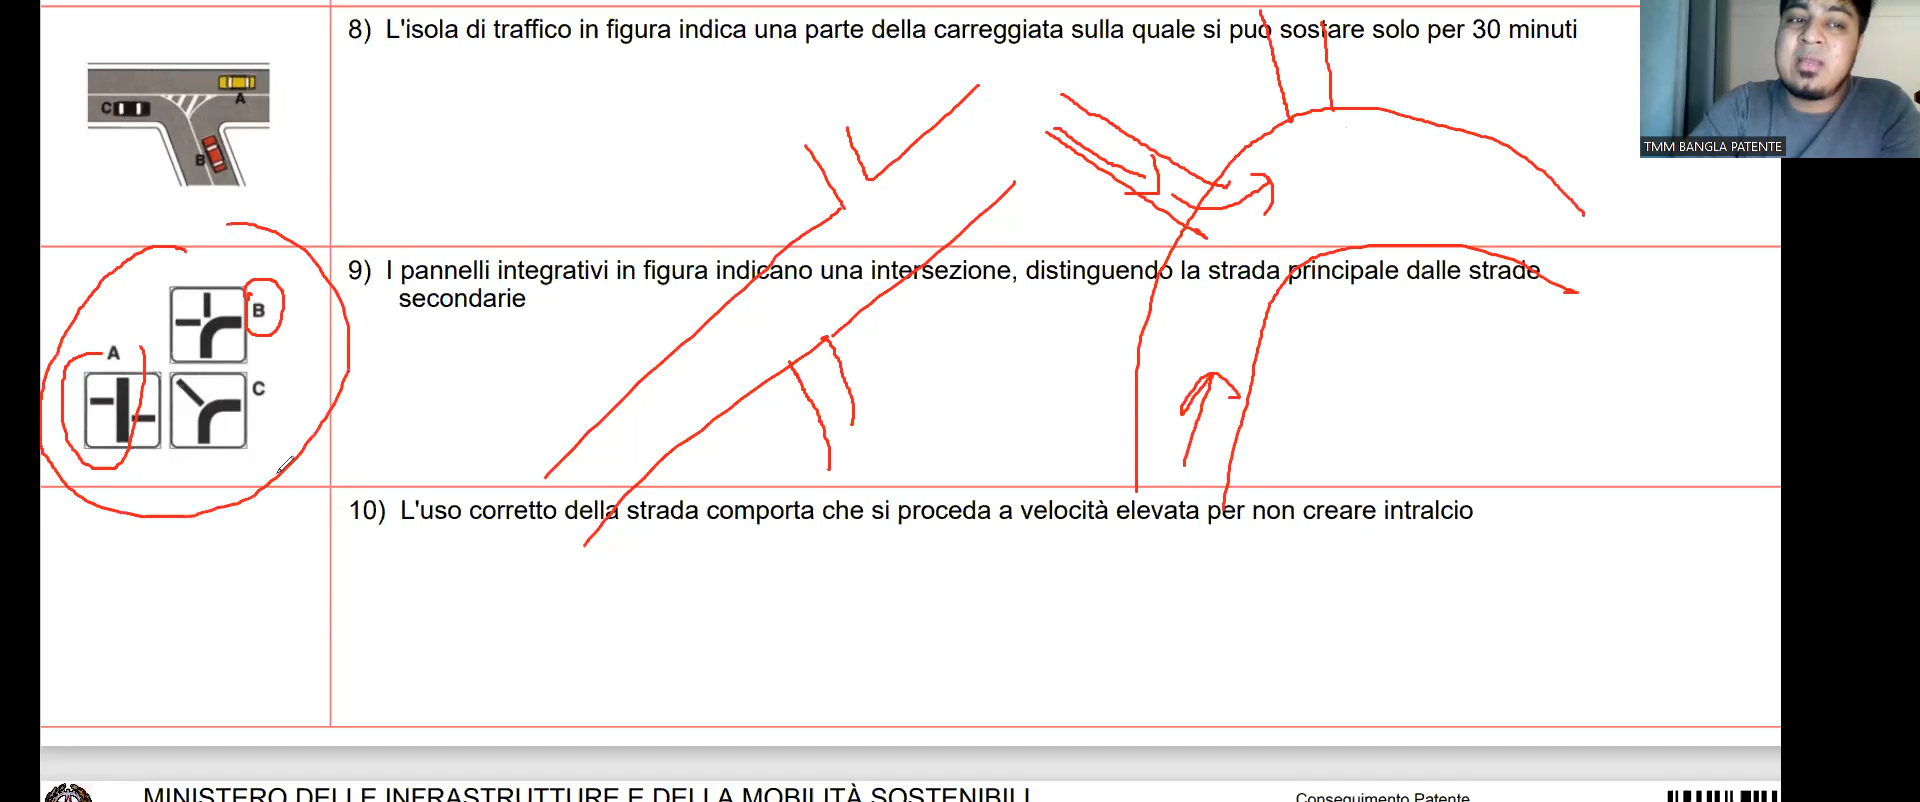 8) L'isola di traffico in figura indica una parte della carreggiata sulla quale si può sostare solo per 30 minuti
A
C
B
TMM BANGLA PATENTE
9) I pannelli integrativi in figura indicano una intersezione, distinguendo la strada principale dalle strade
secondarie
B
A
C
10) L'uso corretto della strada comporta che si proceda a velocità elevata per non creare intralcio
MINISTERO DELLE INFRASTRUTTURE E DELLA MOBILITÀ SOSTENIBILI
Conseguimento Patente